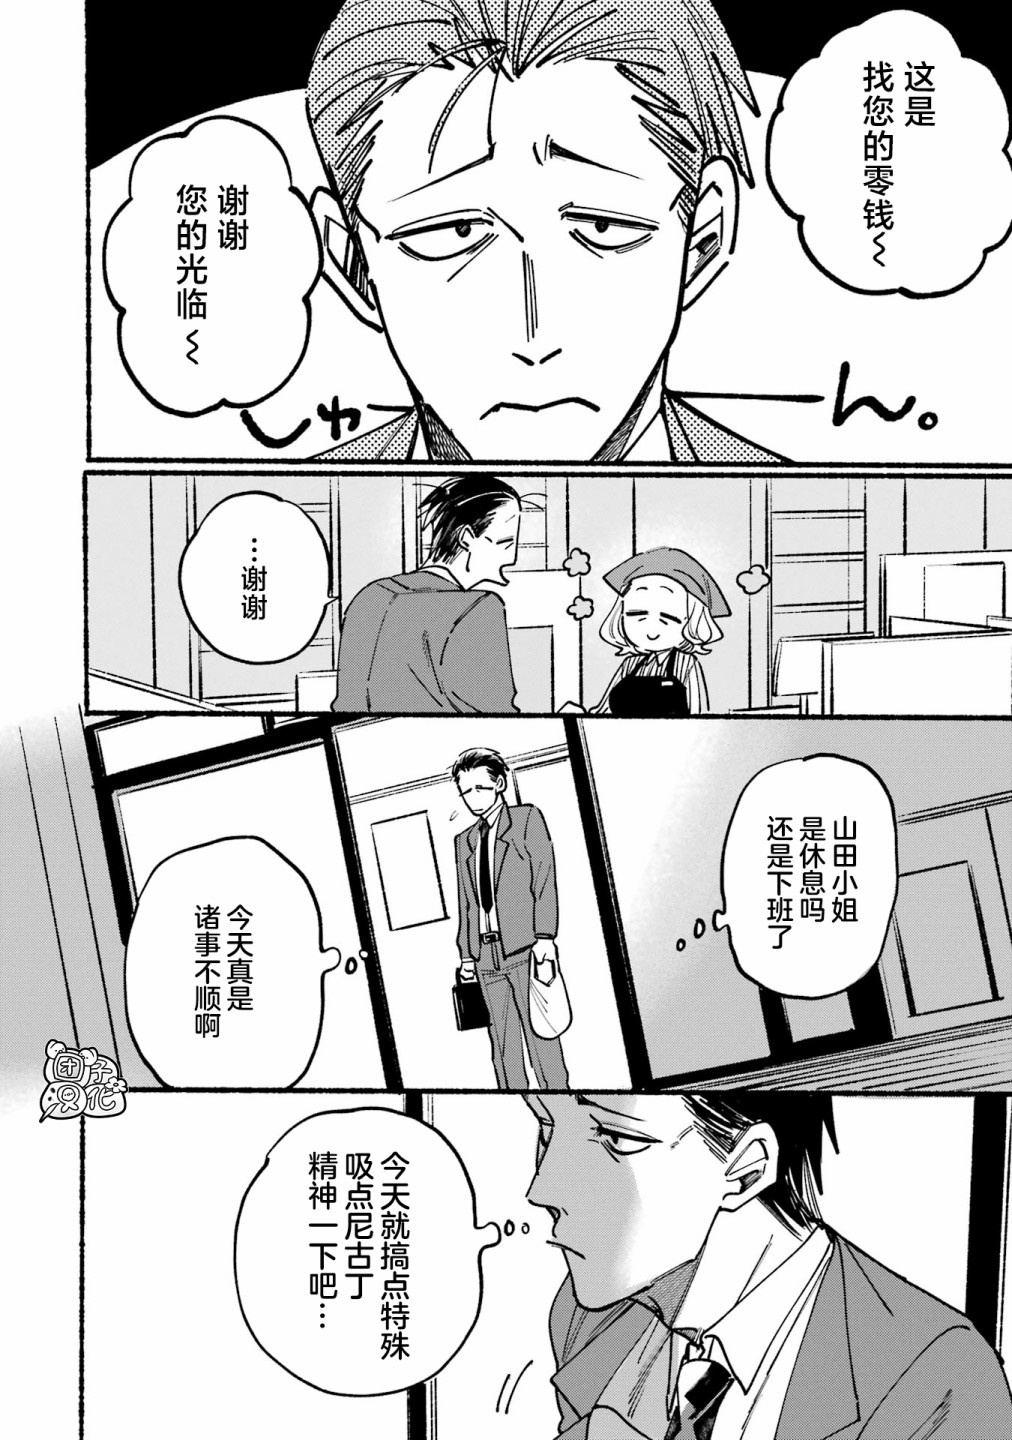 这是
找您的零钱～
谢谢
您的光临～
しゅーん。
…谢谢
山田小姐
是休息吗
还是下班了
今天真是
诸事不顺啊
团子
汉化
今天就搞点特殊
吸点尼古丁
精神一下吧…